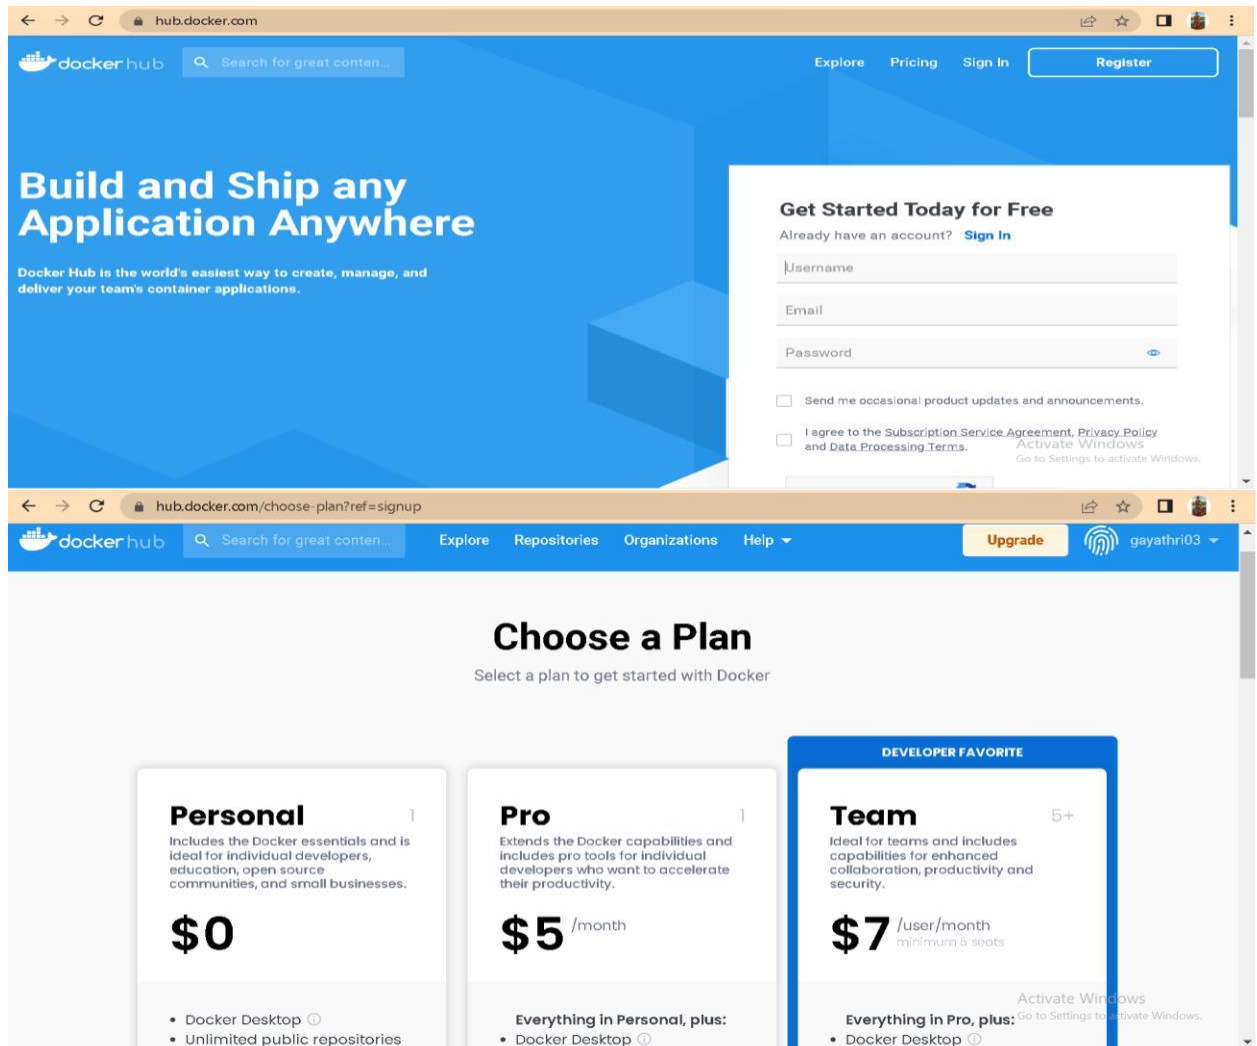 hub.docker.com
docker hub
Search for great conten...
Explore Pricing Sign In Register
Build and Ship any
Application Anywhere
Docker Hub is the world's easiest way to create, manage, and
deliver your team's container applications.
Get Started Today for Free
Already have an account? Sign In
Username
Email
Password
Send me occasional product updates and announcements.
I agree to the Subscription Service Agreement, Privacy Policy
and Data Processing Terms.
Activate Windows
Go to Settings to activate Windows.
hub.docker.com/choose-plan?ref=signup
docker hub
Search for great conten...
Explore Repositories Organizations Help
Upgrade
gayathri03
Choose a Plan
Select a plan to get started with Docker
Personal 1
Includes the Docker essentials and is
ideal for individual developers,
education, open source
communities, and small businesses.
$0
Docker Desktop
Unlimited public repositories
Pro 1
Extends the Docker capabilities and
includes pro tools for individual
developers who want to accelerate
their productivity.
$5 /month
Everything in Personal, plus:
Docker Desktop
DEVELOPER FAVORITE
Team 5+
Ideal for teams and includes
capabilities for enhanced
collaboration, productivity and
security.
$7 /user/month
minimum 5 seats
Everything in Pro, plus:
Docker Desktop
Activate Windows
Go to Settings to activate Windows.